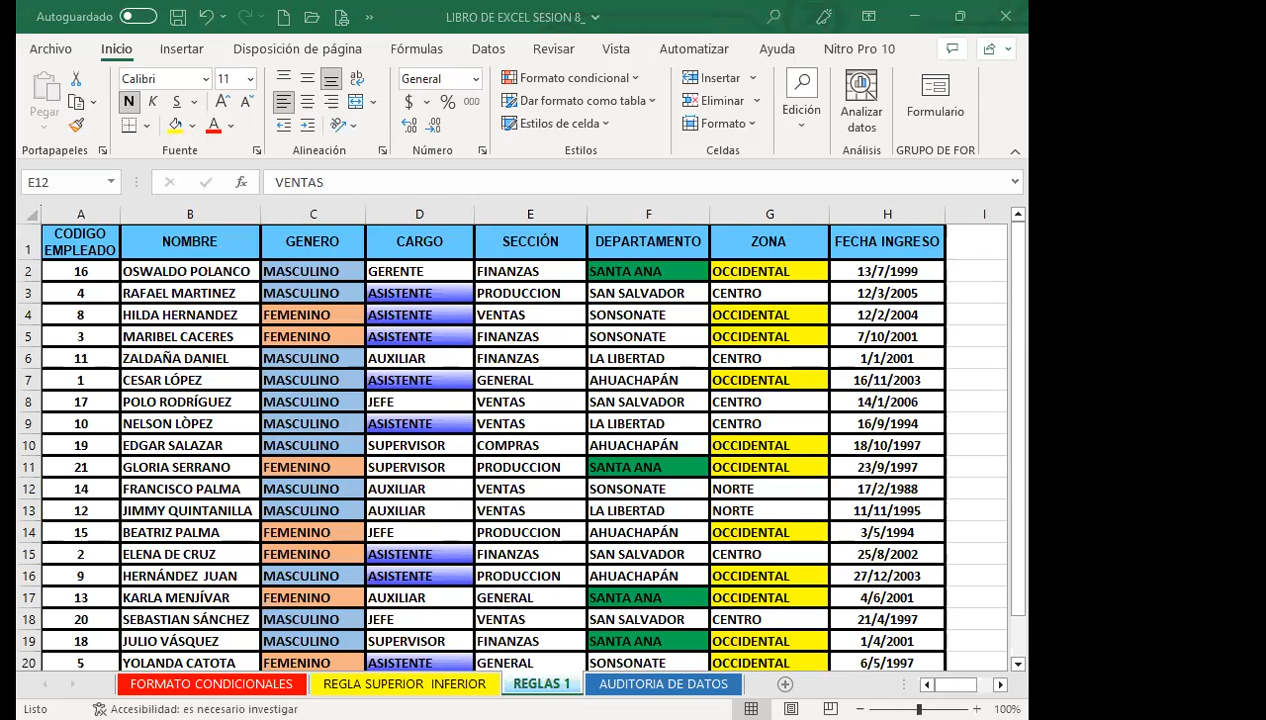 Autoguardado LIBRO DE EXCEL SESION 8_
Archivo Inicio Insertar Disposición de página Fórmulas Datos Revisar Vista Automatizar Ayuda Nitro Pro 10
Pegar Calibri 11 General Formato condicional Insertar Edición Analizar datos Formulario
N K S $ % 000 Dar formato como tabla Eliminar
Estilos de celda Formato
Portapapeles Fuente Alineación Número Estilos Celdas Análisis GRUPO DE FOR
E12 fx VENTAS
A B C D E F G H I
1 CODIGO EMPLEADO NOMBRE GENERO CARGO SECCIÓN DEPARTAMENTO ZONA FECHA INGRESO
2 16 OSWALDO POLANCO MASCULINO GERENTE FINANZAS SANTA ANA OCCIDENTAL 13/7/1999
3 4 RAFAEL MARTINEZ MASCULINO ASISTENTE PRODUCCION SAN SALVADOR CENTRO 12/3/2005
4 8 HILDA HERNANDEZ FEMENINO ASISTENTE VENTAS SONSONATE OCCIDENTAL 12/2/2004
5 3 MARIBEL CACERES FEMENINO ASISTENTE FINANZAS SONSONATE OCCIDENTAL 7/10/2001
6 11 ZALDAÑA DANIEL MASCULINO AUXILIAR FINANZAS LA LIBERTAD CENTRO 1/1/2001
7 1 CESAR LÓPEZ MASCULINO ASISTENTE GENERAL AHUACHAPÁN OCCIDENTAL 16/11/2003
8 17 POLO RODRÍGUEZ MASCULINO JEFE VENTAS SAN SALVADOR CENTRO 14/1/2006
9 10 NELSON LÒPEZ MASCULINO ASISTENTE VENTAS LA LIBERTAD CENTRO 16/9/1994
10 19 EDGAR SALAZAR MASCULINO SUPERVISOR COMPRAS AHUACHAPÁN OCCIDENTAL 18/10/1997
11 21 GLORIA SERRANO FEMENINO SUPERVISOR PRODUCCION SANTA ANA OCCIDENTAL 23/9/1997
12 14 FRANCISCO PALMA MASCULINO AUXILIAR VENTAS SONSONATE NORTE 17/2/1988
13 12 JIMMY QUINTANILLA MASCULINO AUXILIAR VENTAS LA LIBERTAD NORTE 11/11/1995
14 15 BEATRIZ PALMA FEMENINO JEFE PRODUCCION AHUACHAPÁN OCCIDENTAL 3/5/1994
15 2 ELENA DE CRUZ FEMENINO ASISTENTE FINANZAS SAN SALVADOR CENTRO 25/8/2002
16 9 HERNÁNDEZ JUAN MASCULINO ASISTENTE PRODUCCION AHUACHAPÁN OCCIDENTAL 27/12/2003
17 13 KARLA MENJÍVAR FEMENINO AUXILIAR GENERAL SANTA ANA OCCIDENTAL 4/6/2001
18 20 SEBASTIAN SÁNCHEZ MASCULINO JEFE VENTAS SAN SALVADOR CENTRO 21/4/1997
19 18 JULIO VÁSQUEZ MASCULINO SUPERVISOR FINANZAS SANTA ANA OCCIDENTAL 1/4/2001
20 5 YOLANDA CATOTA FEMENINO ASISTENTE GENERAL SONSONATE OCCIDENTAL 6/5/1997
FORMATO CONDICIONALES REGLA SUPERIOR INFERIOR REGLAS 1 AUDITORIA DE DATOS
Listo Accesibilidad: es necesario investigar 100%